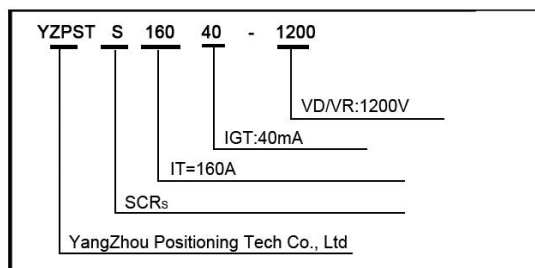 YZPST S 160 40 - 1200
VD/VR:1200V
IGT:40mA
IT=160A
SCRs
YangZhou Positioning Tech Co., Ltd